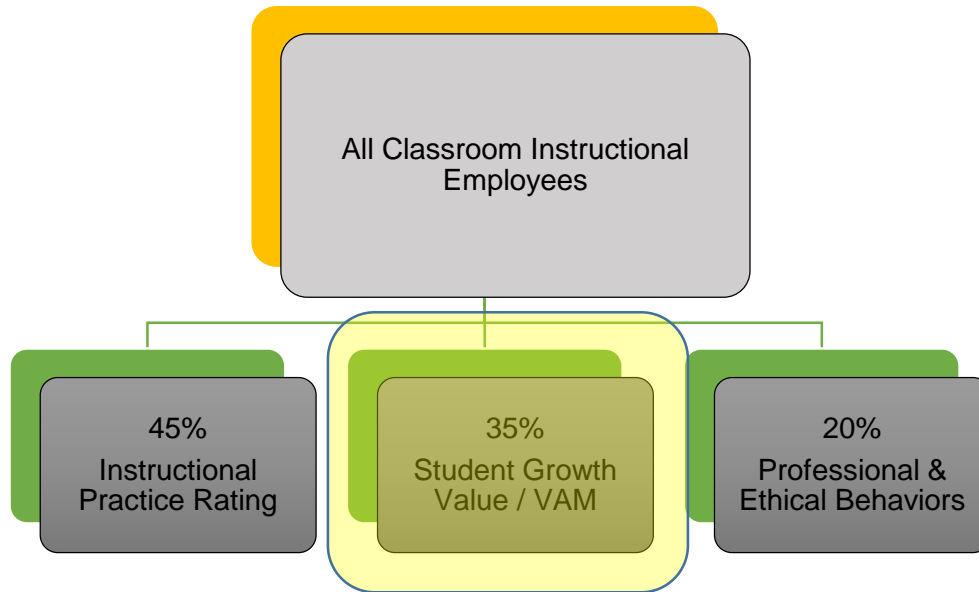 All Classroom Instructional
Employees
45%
Instructional
Practice Rating
35%
Student Growth
Value / VAM
20%
Professional &
Ethical Behaviors